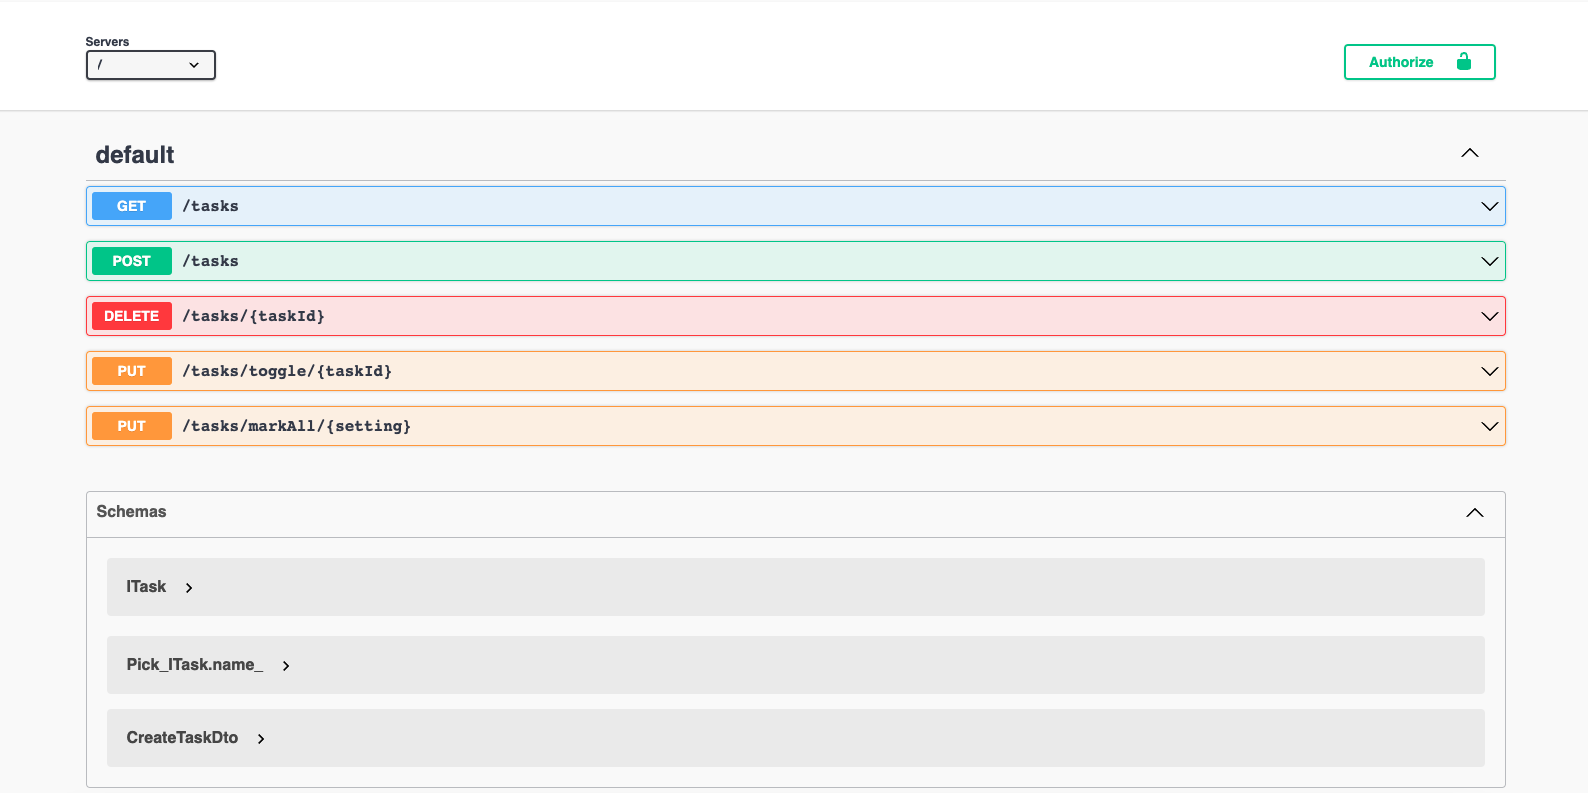 Servers
/
Authorize
default
GET /tasks
POST /tasks
DELETE /tasks/{taskId}
PUT /tasks/toggle/{taskId}
PUT /tasks/markAll/{setting}
Schemas
ITask
Pick_ITask.name_
CreateTaskDto